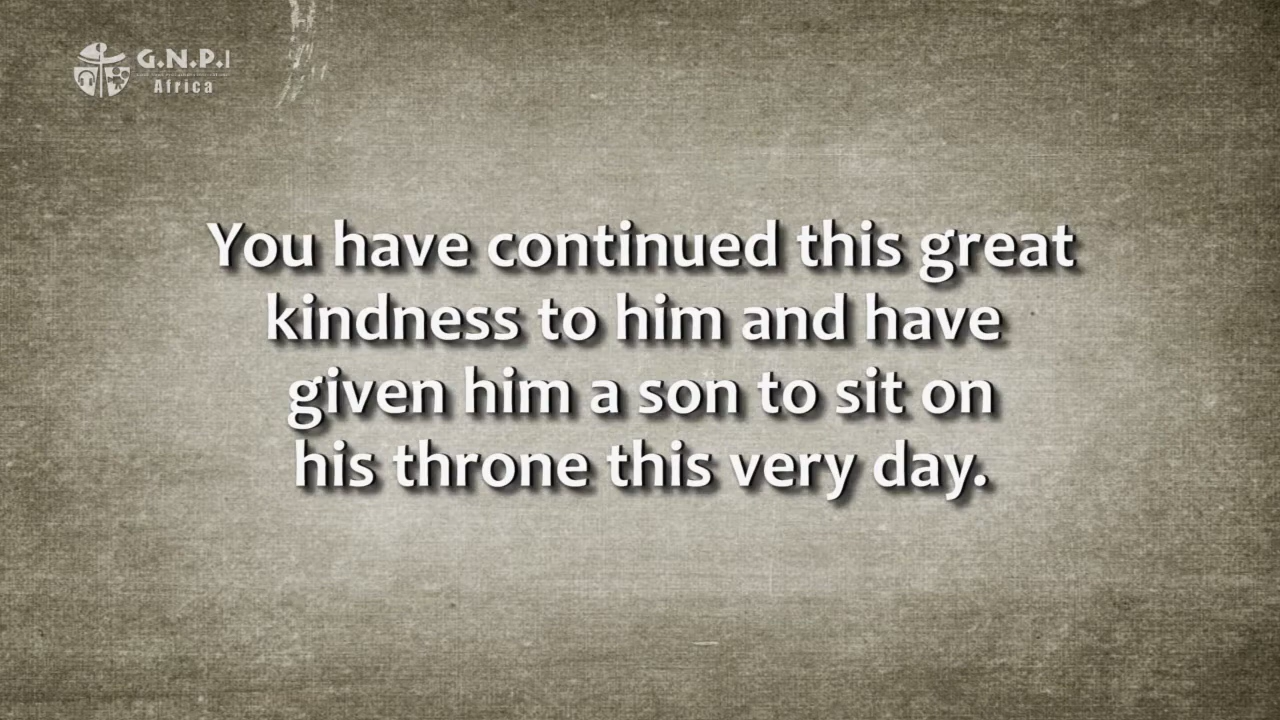 G.N.P.I
Africa
You have continued this great
kindness to him and have
given him a son to sit on
his throne this very day.